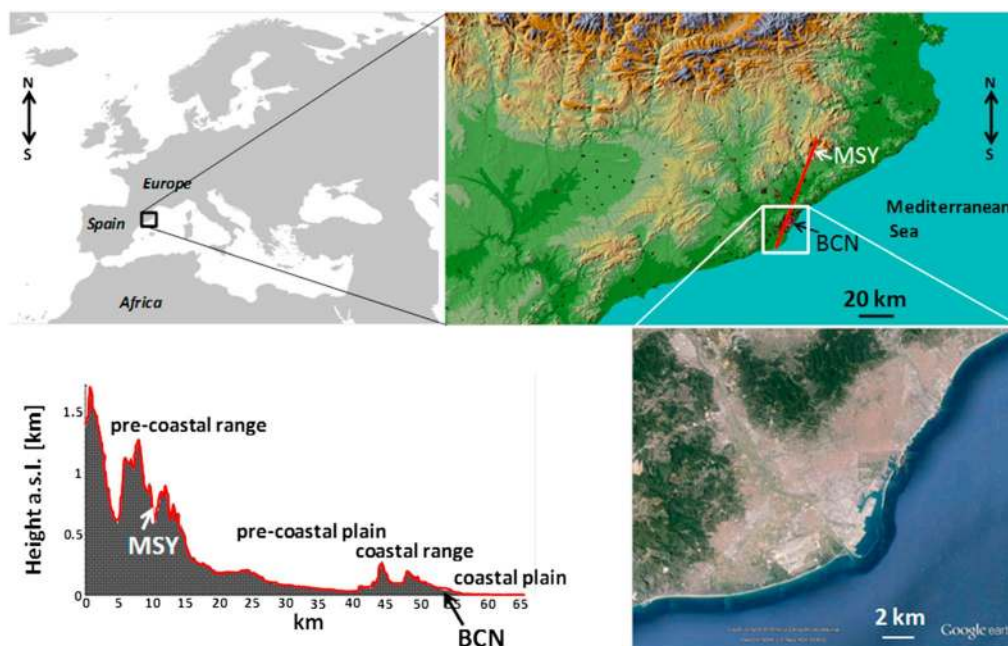 N
S
Europe
Spain
Africa
N
S
MSY
Mediterranean
Sea
BCN
20 km
Height a.s.l. [km]
1.5
1
0.5
0
pre-coastal range
MSY
pre-coastal plain
coastal range
coastal plain
0 5 10 15 20 25 30 35 40 45 50 55 60 65
km
BCN
2 km
Google eart